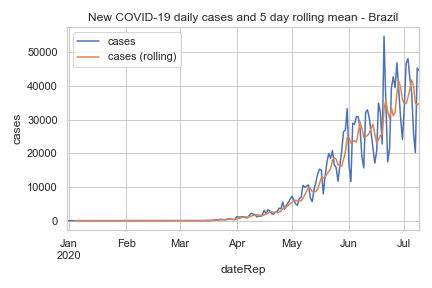 New COVID-19 daily cases and 5 day rolling mean - Brazil
cases
cases (rolling)
50000
40000
30000
20000
10000
0
cases
Jan Feb Mar Apr May Jun Jul
2020
dateRep